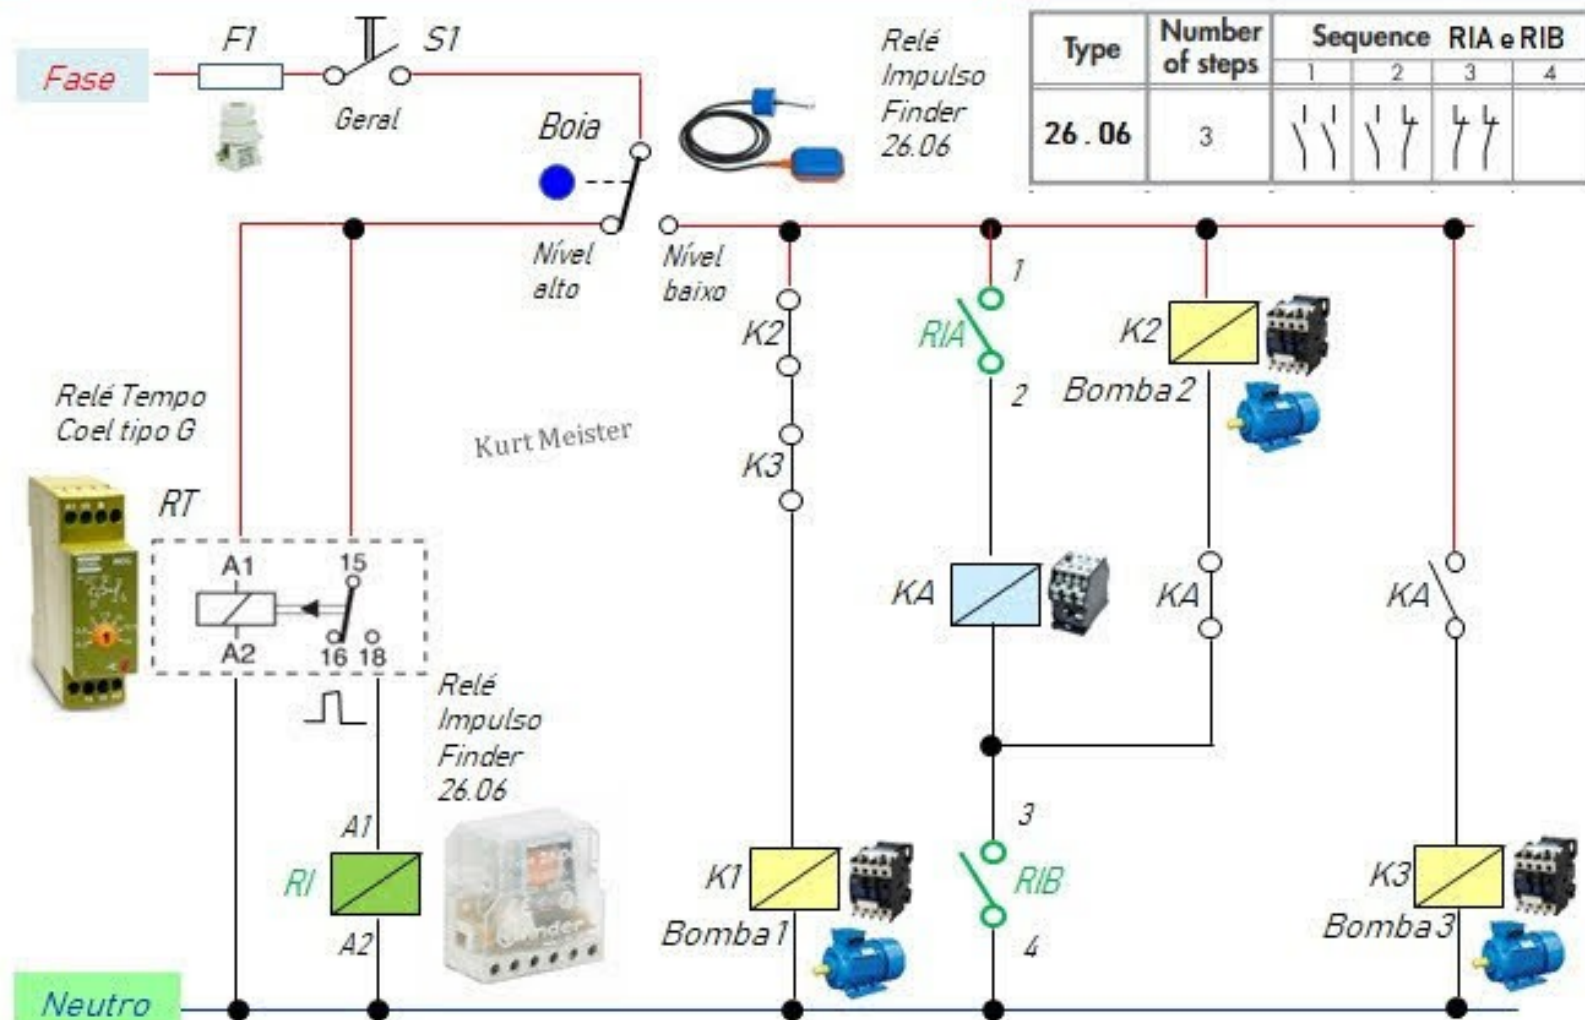 F1
S1
Fase
Geral
Boia
Relé
Impulso
Finder
26.06
Type
Number
of steps
Sequence RIA e RIB
1 2 3 4
26.06 3
Nível
alto
Nível
baixo
1
RIA
2
K2
K3
K2
Bomba 2
Relé Tempo
Coel tipo G
Kurt Meister
RT
A1 15
A2 16 18
KA
KA
KA
Relé
Impulso
Finder
26.06
A1
RI
A2
finder
K1
Bomba 1
3
RIB
4
K3
Bomba 3
Neutro